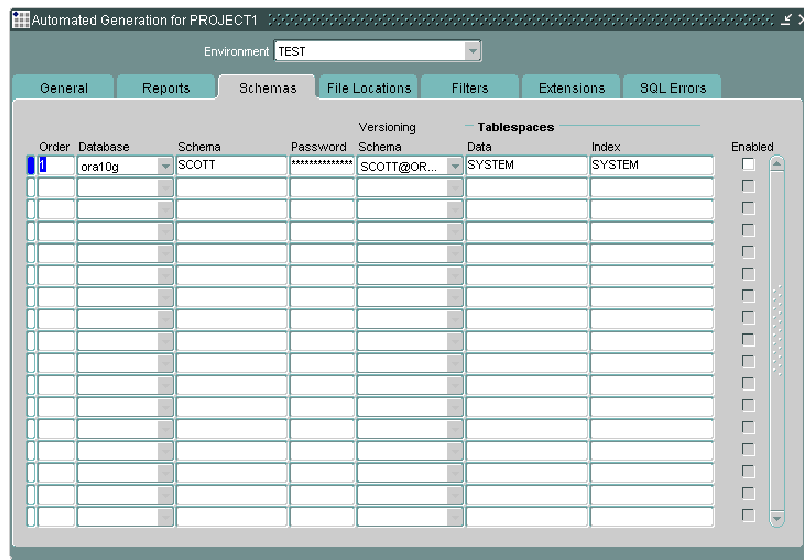 Automated Generation for PROJECT1
Environment TEST
General Reports Schemas File Locations Filters Extensions SQL Errors
Versioning Tablespaces
Order Database Schema Password Schema Data Index Enabled
1 ora10g SCOTT ************* SCOTT@OR... SYSTEM SYSTEM